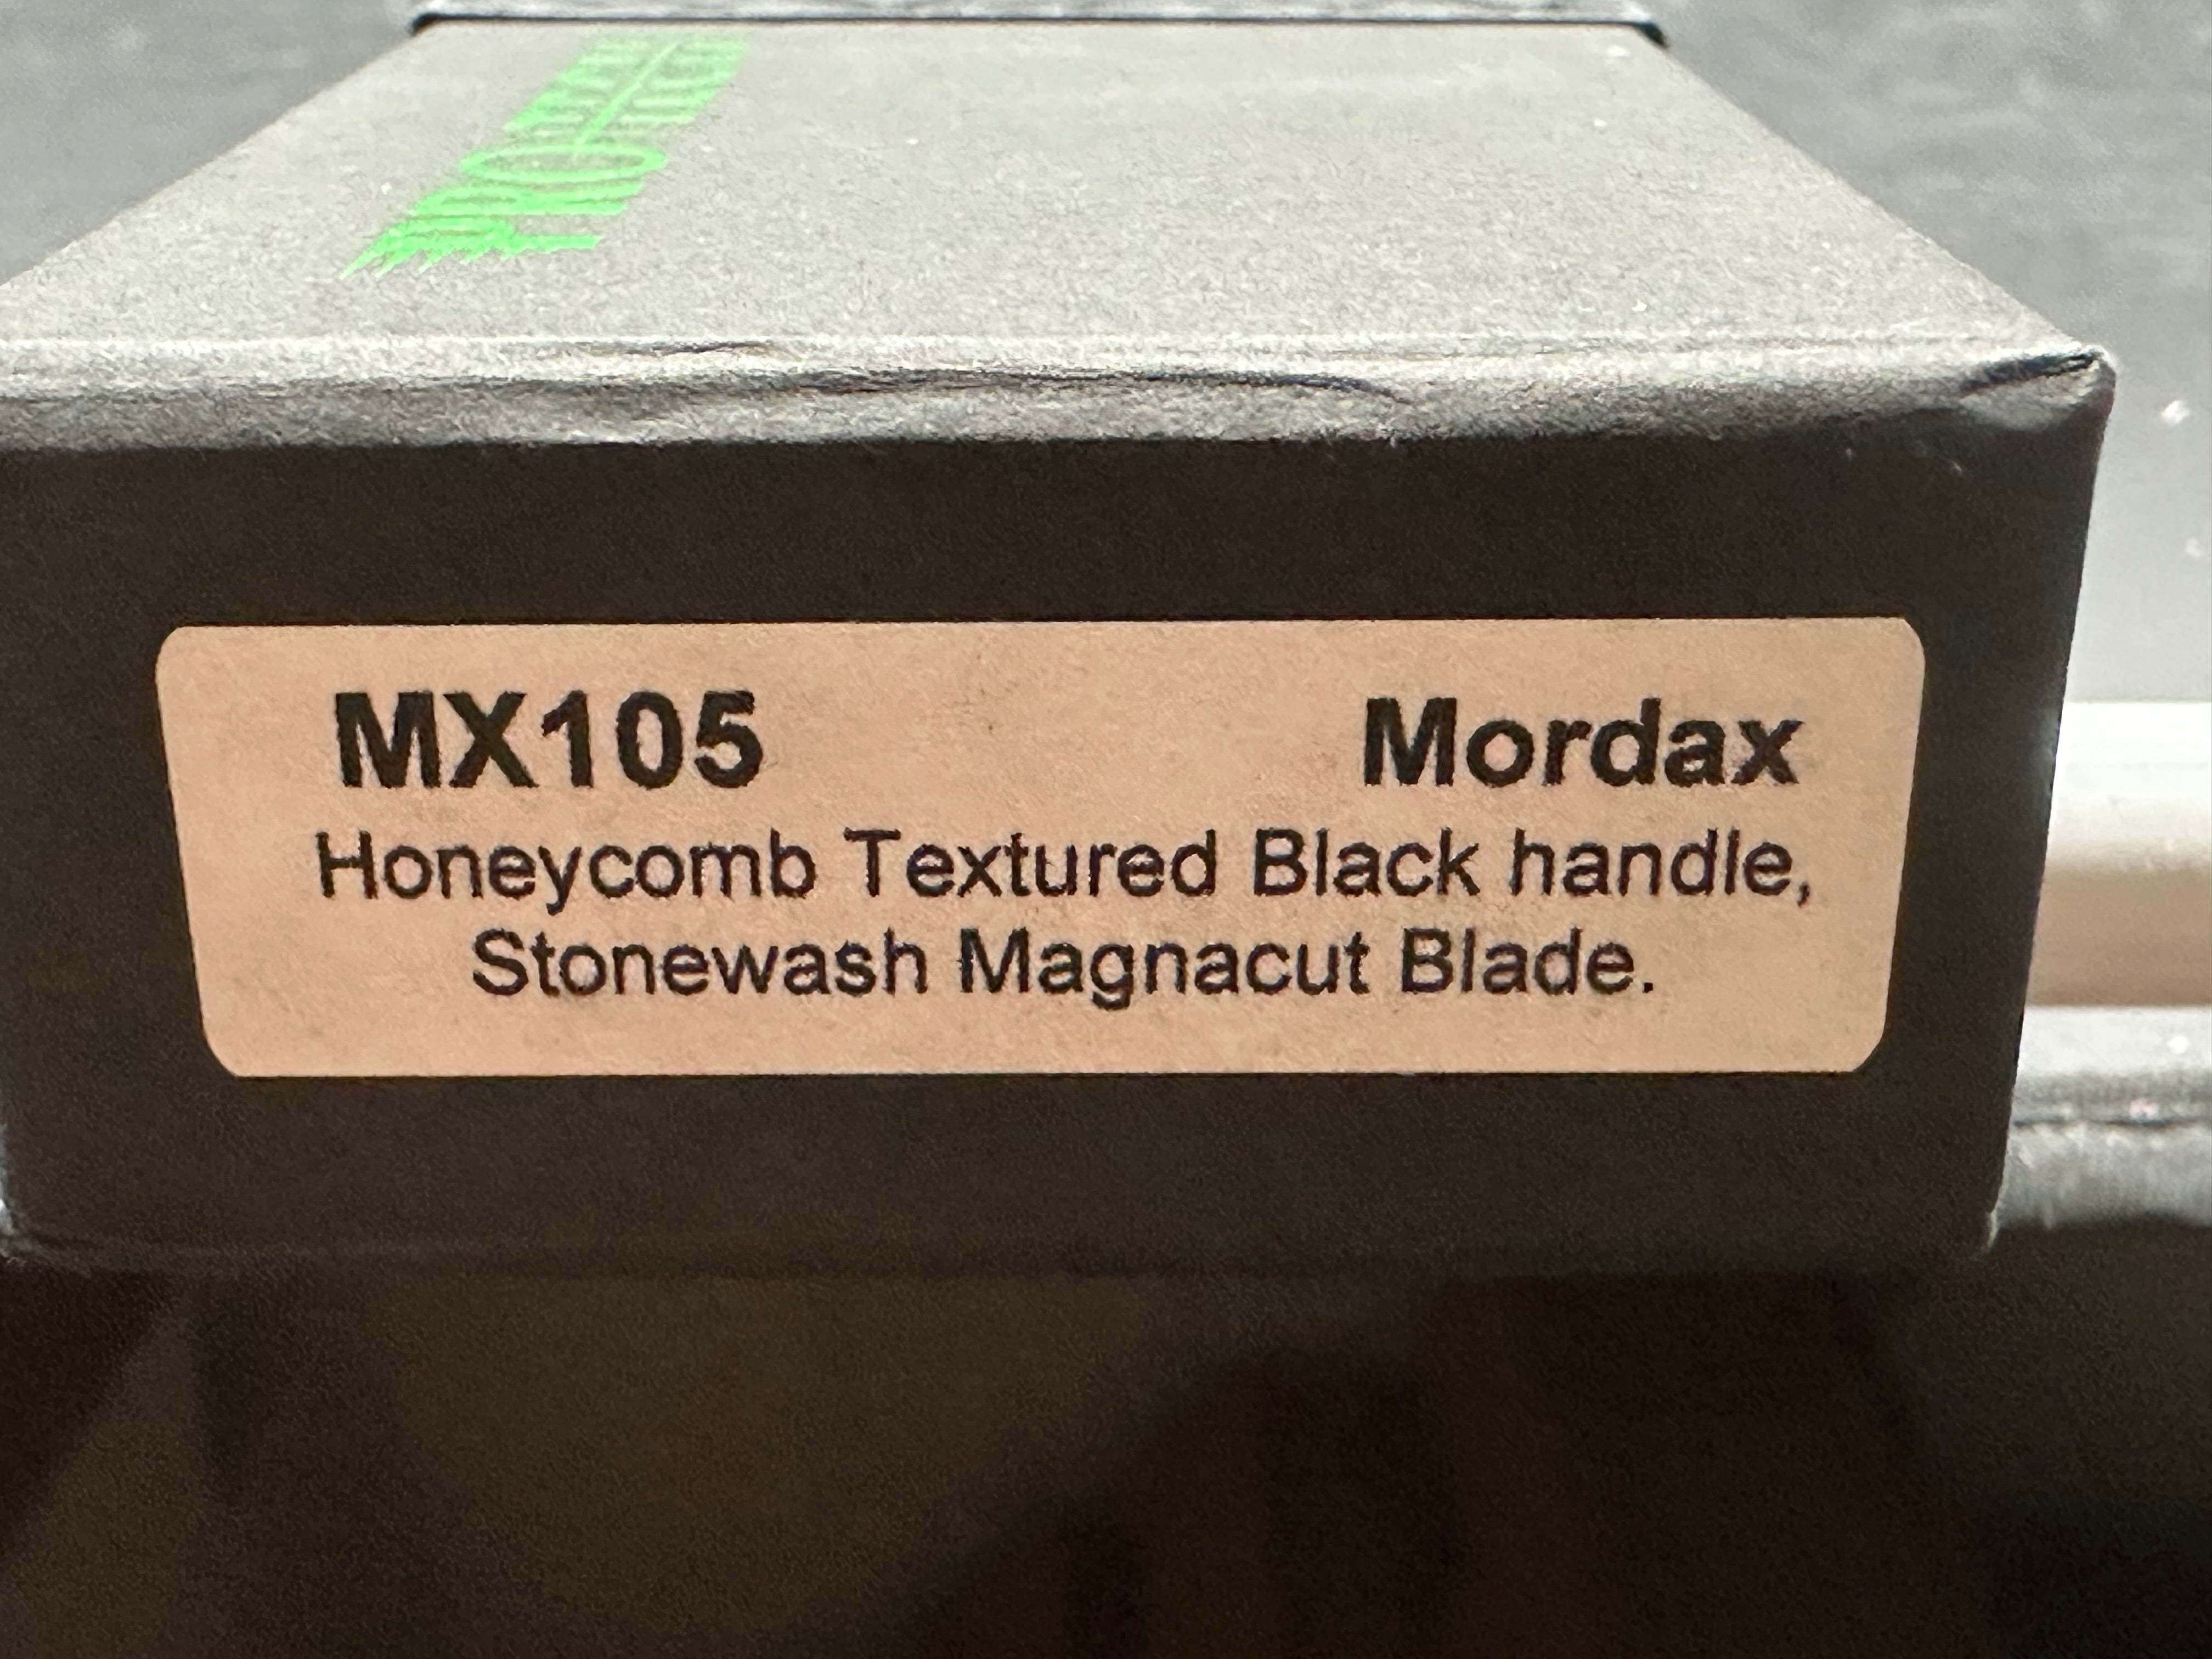 MX105 Mordax
Honeycomb Textured Black handle,
Stonewash Magnacut Blade.